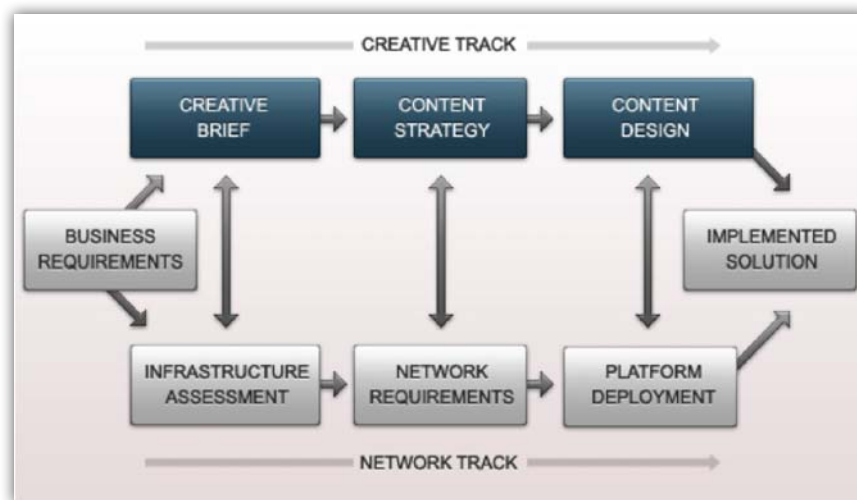 CREATIVE TRACK
CREATIVE
BRIEF
CONTENT
STRATEGY
CONTENT
DESIGN
BUSINESS
REQUIREMENTS
IMPLEMENTED
SOLUTION
INFRASTRUCTURE
ASSESSMENT
NETWORK
REQUIREMENTS
PLATFORM
DEPLOYMENT
NETWORK TRACK